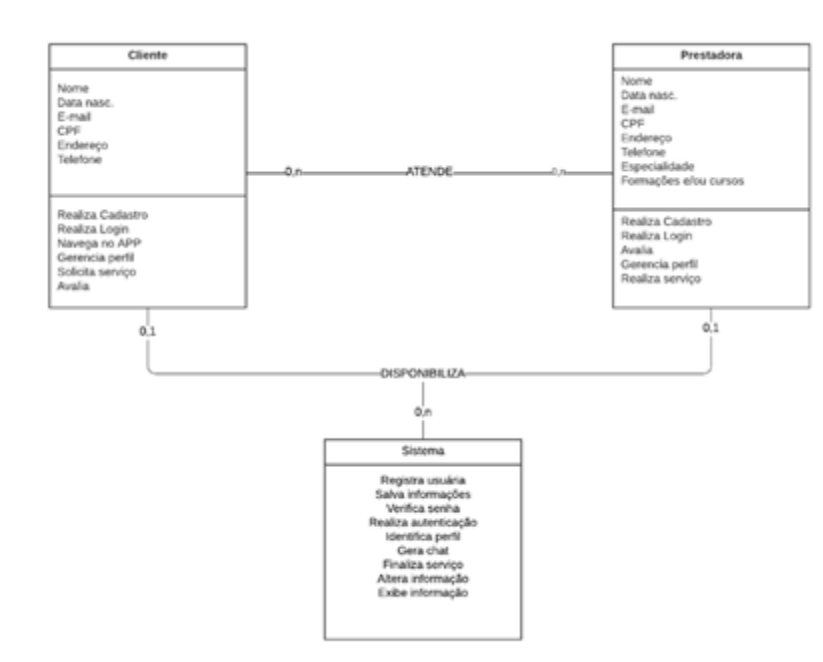 Cliente
Nome
Data nasc.
E-mail
CPF
Endereço
Telefone
Realiza Cadastro
Realiza Login
Navega no APP
Gerencia perfil
Solicita serviço
Avalia
0,n
ATENDE
0,n
Prestadora
Nome
Data nasc.
E-mail
CPF
Endereço
Telefone
Especialidade
Formações e/ou cursos
Realiza Cadastro
Realiza Login
Avalia
Gerencia perfil
Realiza serviço
0,1
0,1
DISPONIBILIZA
0,n
Sistema
Registra usuária
Salva informações
Verifica senha
Realiza autenticação
Identifica perfil
Gera chat
Finaliza serviço
Altera informação
Exibe informação